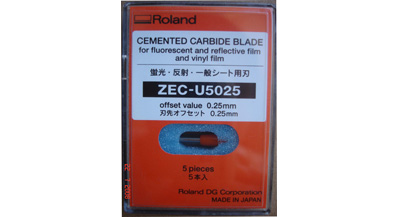 Roland
CEMENTED CARBIDE BLADE
for fluorescent and reflective film
and vinyl film
蛍光・反射・一般シート用刃
ZEC-U5025
offset value 0.25mm
刃先オフセット 0.25mm
5 pieces
5本入
Roland DG Corporation
MADE IN JAPAN